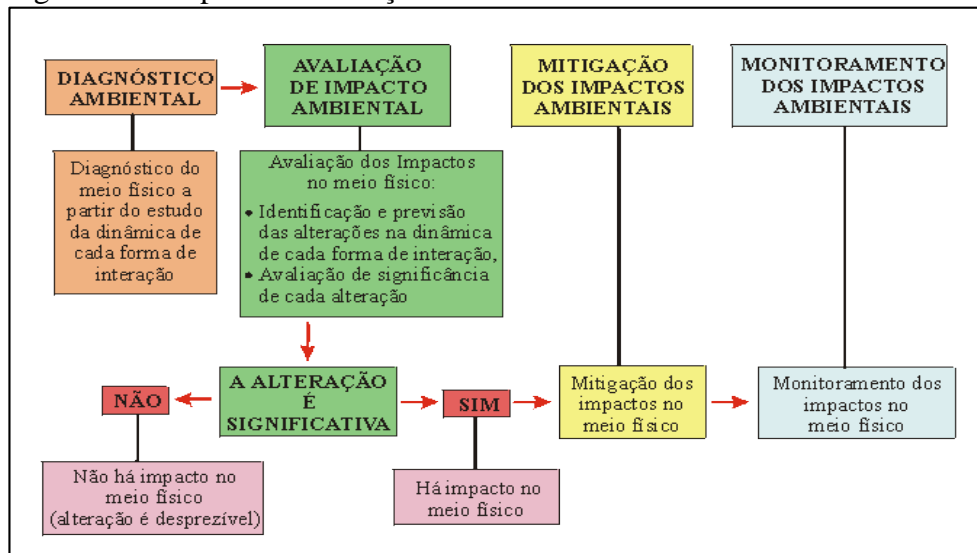 DIAGNÓSTICO
AMBIENTAL
AVALIAÇÃO
DE IMPACTO
AMBIENTAL
MITIGAÇÃO
DOS IMPACTOS
AMBIENTAIS
MONITORAMENTO
DOS IMPACTOS
AMBIENTAIS
Diagnóstico do
meio físico a
partir do estudo
da dinâmica de
cada forma de
interação
Avaliação dos Impactos
no meio físico:
• Identificação e previsão
das alterações na dinâmica
de cada forma de interação,
• Avaliação de significância
de cada alteração
NÃO
A ALTERAÇÃO
É
SIGNIFICATIVA
SIM
Mitigação dos
impactos no
meio físico
Monitoramento dos
impactos no
meio físico
Não há impacto no
meio físico
(alteração é desprezível)
Há impacto no
meio físico